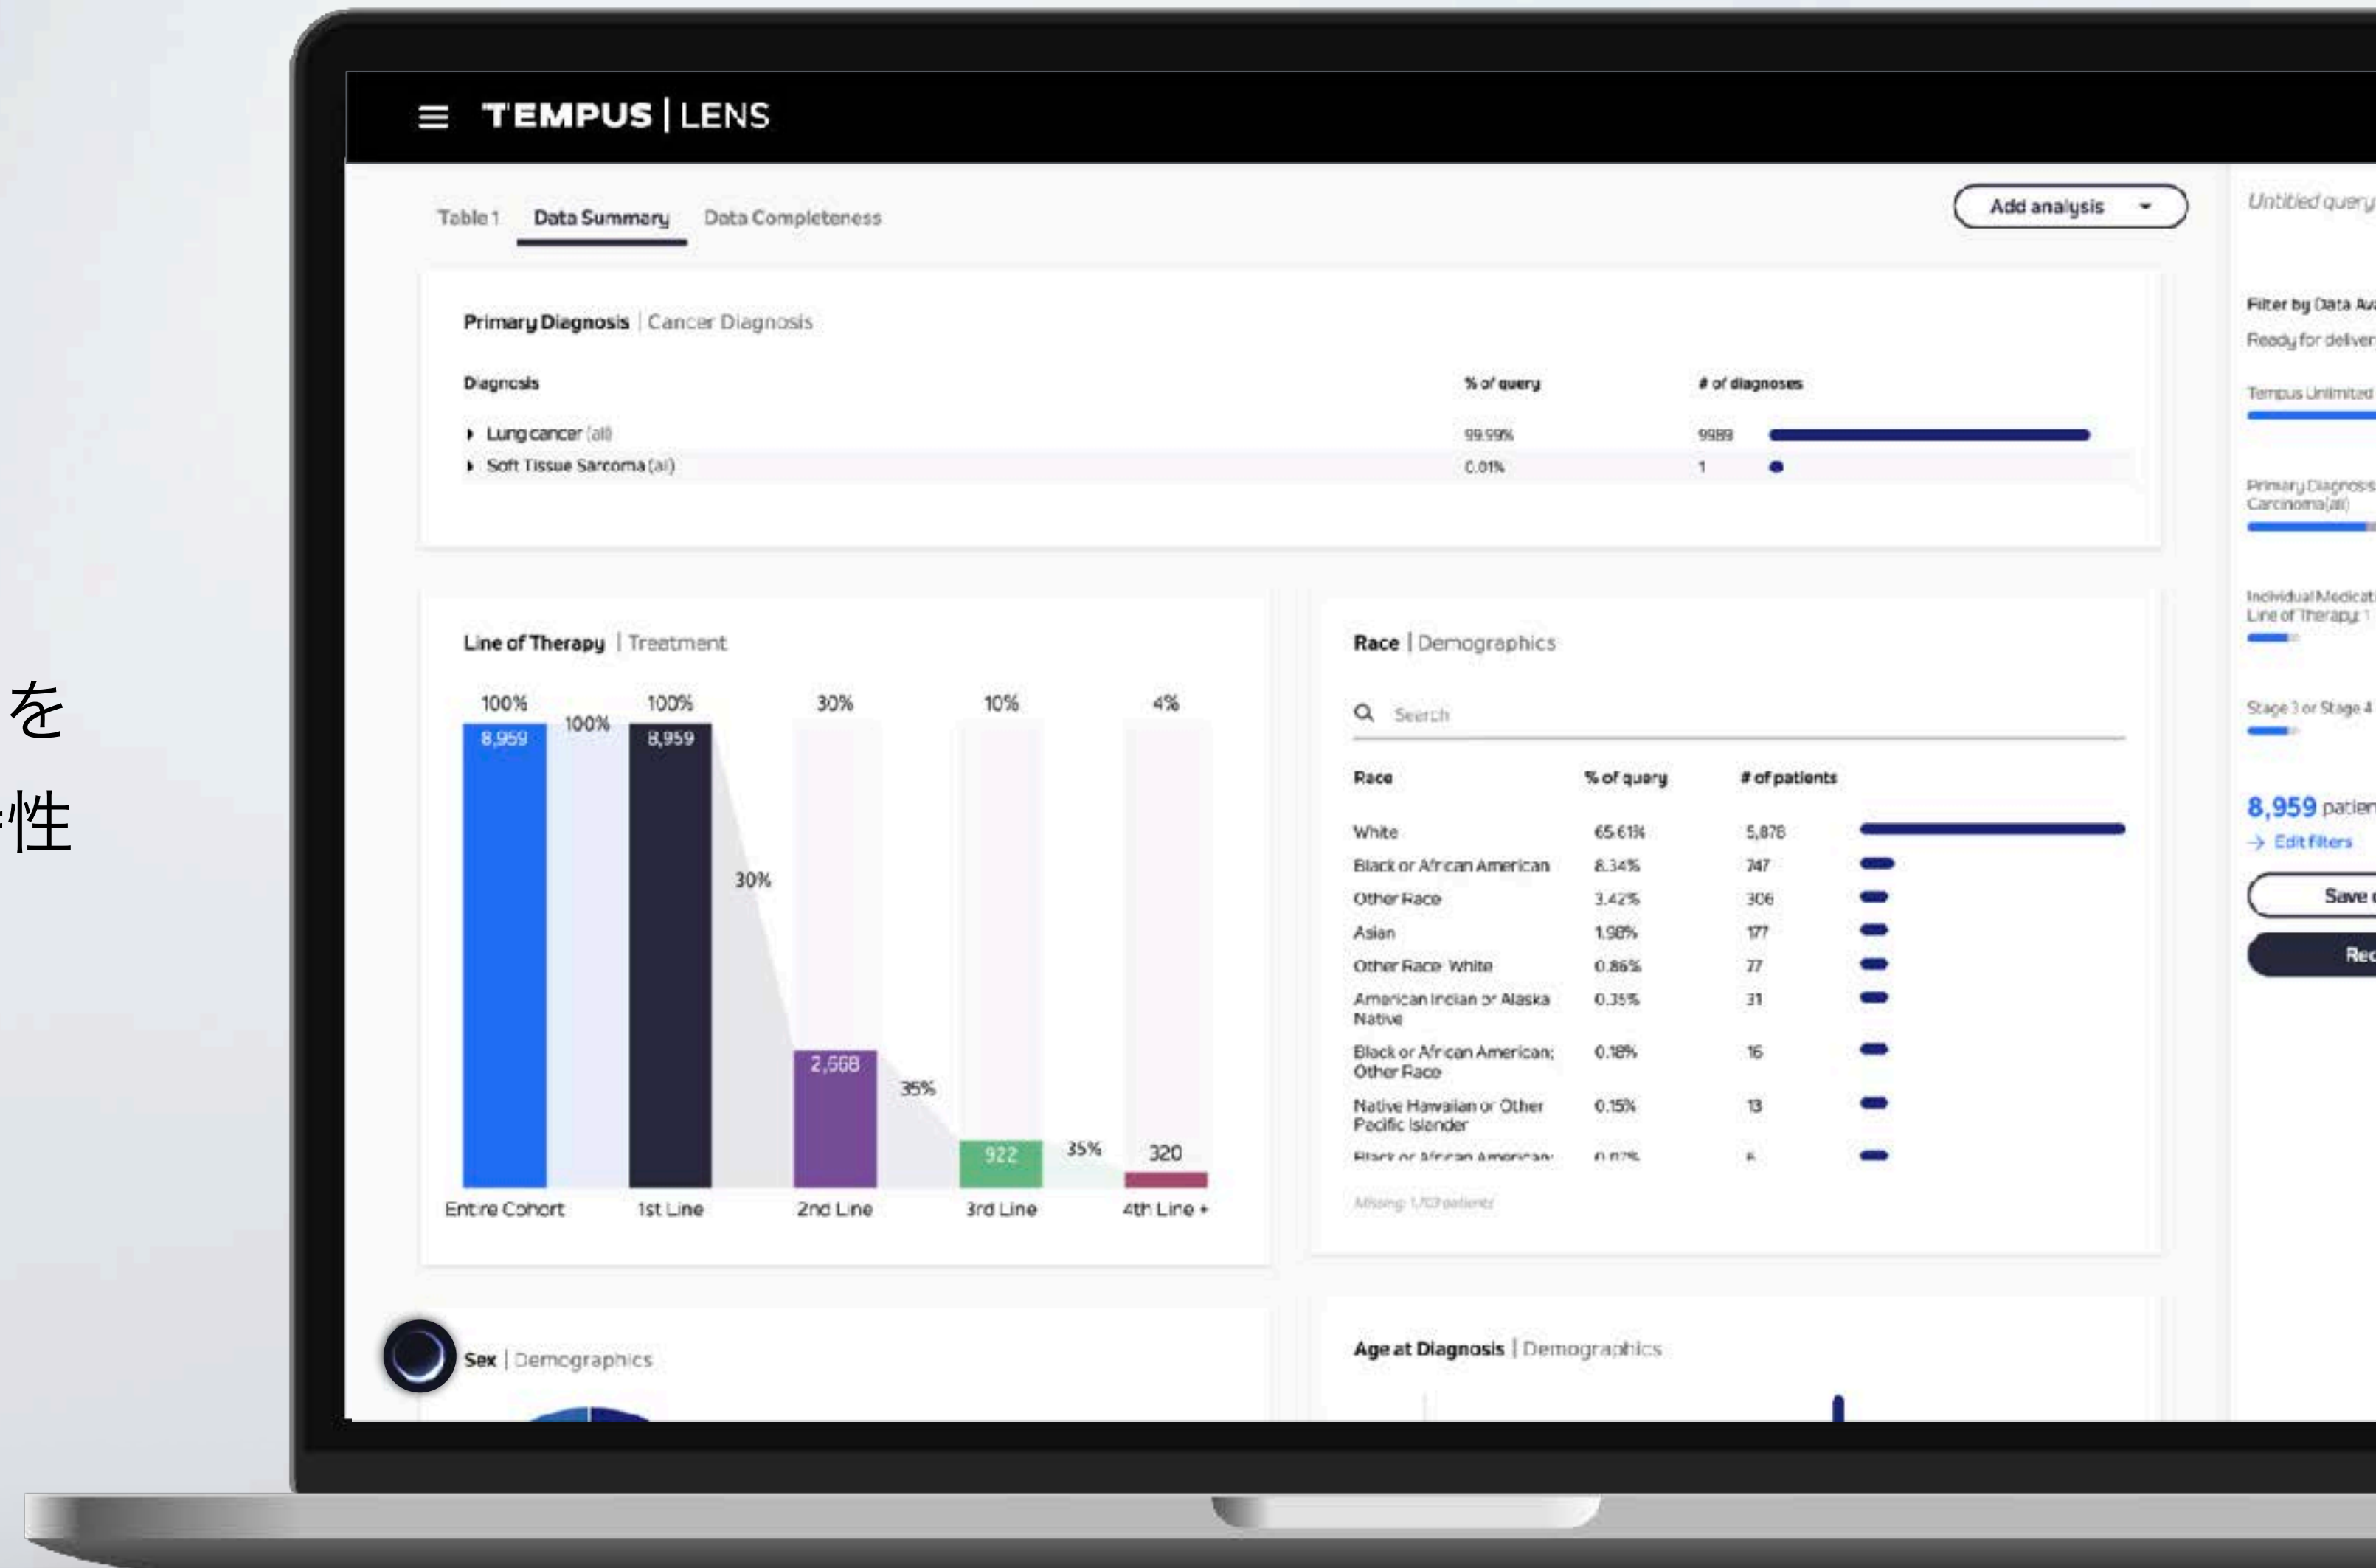 を
性
TEMPUS | LENS
Table 1 Data Summary Data Completeness
Add analysis
Primary Diagnosis | Cancer Diagnosis
Diagnosis % of query # of diagnoses
Lung cancer (all) 99.99% 9989
Soft Tissue Sarcoma (all) 0.01% 1
Line of Therapy | Treatment
100% 100% 30% 10% 4%
100%
8,959 8,959
30%
2,668
35%
922 35% 320
Entire Cohort 1st Line 2nd Line 3rd Line 4th Line +
Race | Demographics
Search
Race % of query # of patients
White 65.61% 5,878
Black or African American 8.34% 747
Other Race 3.42% 306
Asian 1.98% 177
Other Race White 0.86% 77
American Indian or Alaska Native 0.35% 31
Black or African American; Other Race 0.18% 16
Native Hawaiian or Other Pacific Islander 0.15% 13
Black or African American;
Missing: patients
Sex | Demographics
Age at Diagnosis | Demographics
Untitled query
Filter by Data
Ready for
Tempus Unlimited
Primary Diagnosis
Carcinoma(all)
Individual
Line of Therapy: 1
Stage 3 or Stage 4
8,959
→ Edit filters
Save